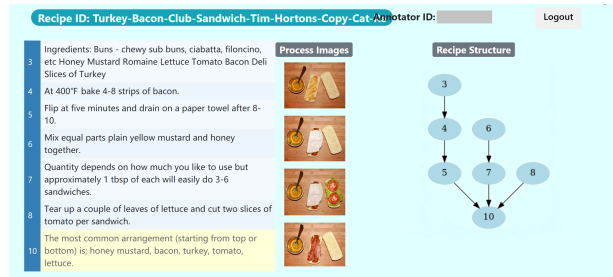 Recipe ID: Turkey-Bacon-Club-Sandwich-Tim-Hortons-Copy-Cat-
Annotator ID:
Logout
Process Images
Recipe Structure
3
Ingredients: Buns - chewy sub buns, ciabatta, filoncino,
etc Honey Mustard Romaine Lettuce Tomato Bacon Deli
Slices of Turkey
4
At 400°F bake 4-8 strips of bacon.
5
Flip at five minutes and drain on a paper towel after 8-
10.
6
Mix equal parts plain yellow mustard and honey
together.
7
Quantity depends on how much you like to use but
approximately 1 tbsp of each will easily do 3-6
sandwiches.
8
Tear up a couple of leaves of lettuce and cut two slices of
tomato per sandwich.
10
The most common arrangement (starting from top or
bottom) is; honey mustard, bacon, turkey, tomato,
lettuce.
3
4
6
5
7
8
10